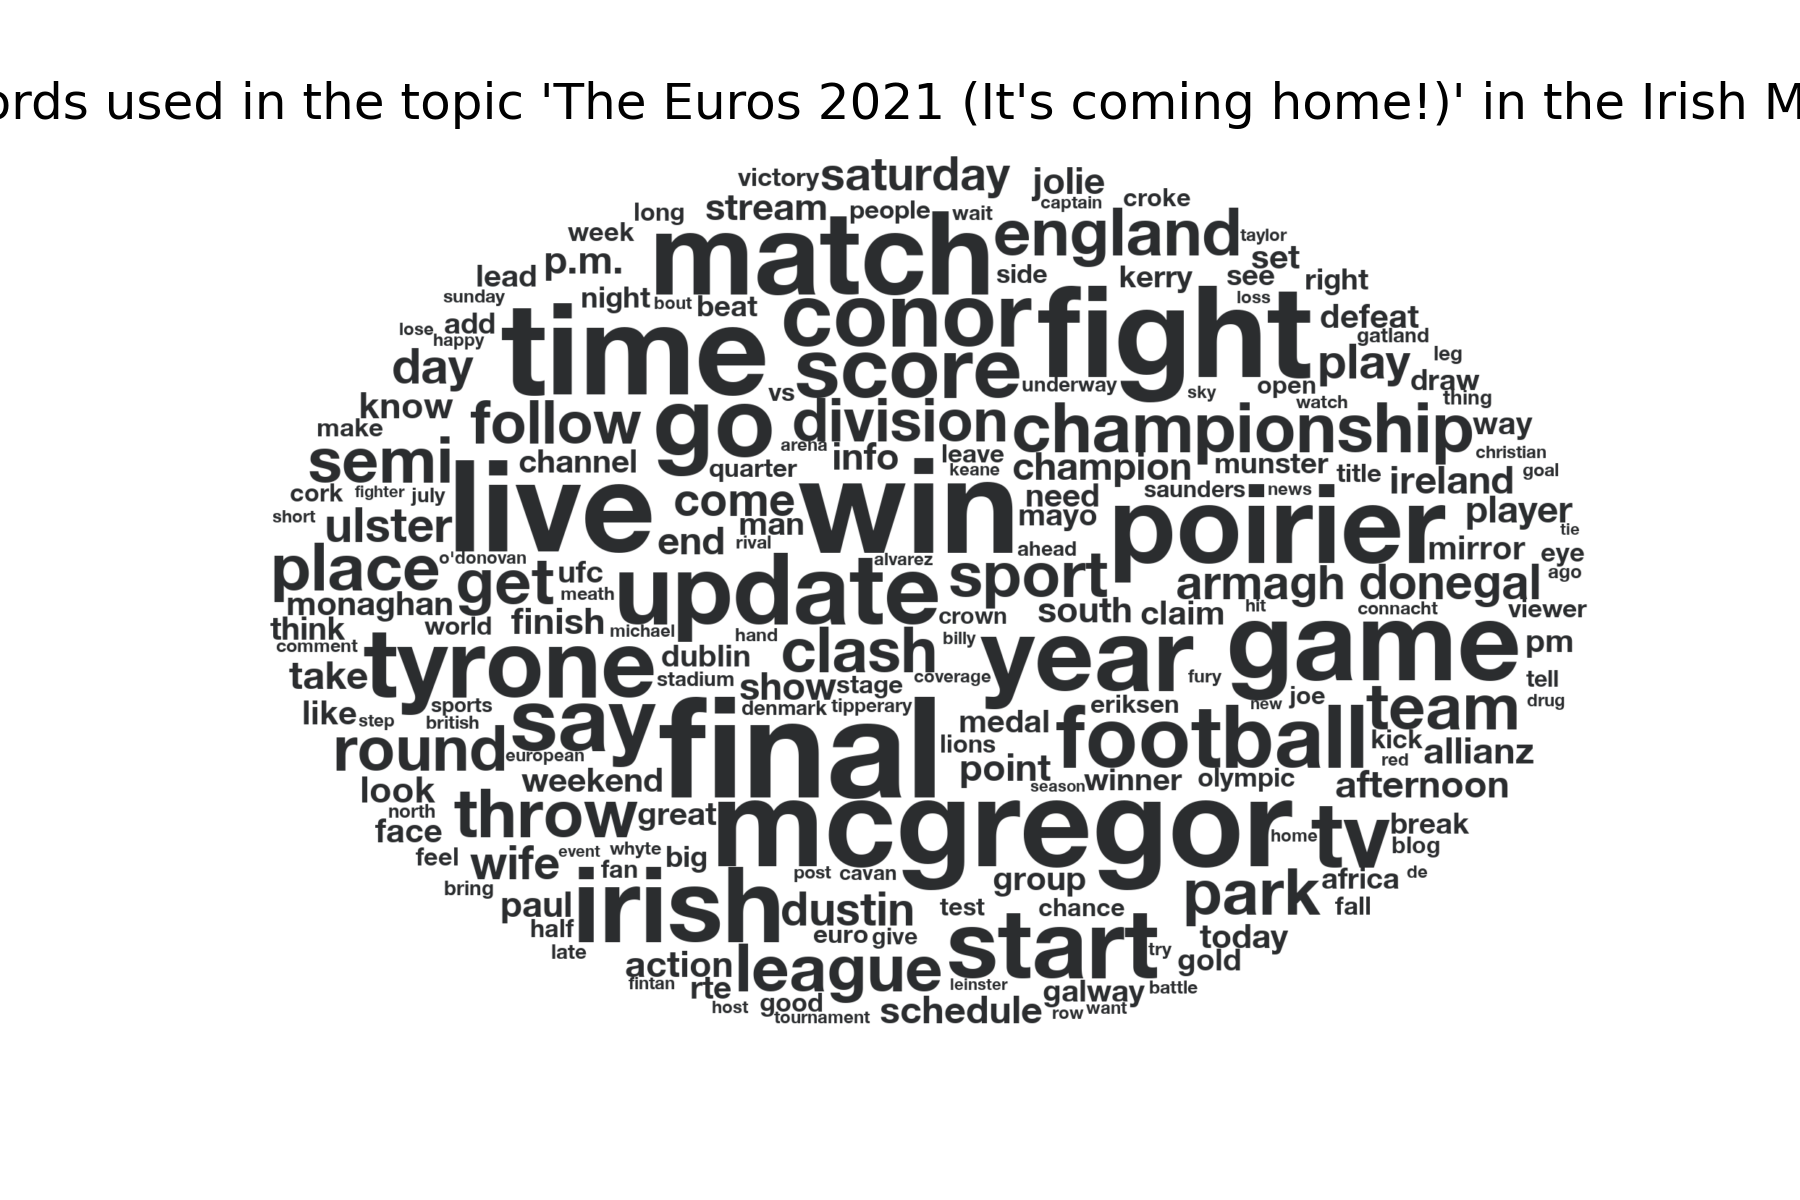 ords used in the topic 'The Euros 2021 (It's coming home!)' in the Irish M
victory saturday jolie
captain croke
long stream people wait
week match england taylor
lead p.m. side kerry see set right
sunday night bout beat conor fight loss defeat
lose add happy time gatland
day score play leg
vs underway sky open draw
know follow go division championship watch thing
make arena way
semi channel quarter info leave keane champion munster title ireland christian goal
cork fighter july live come win need saunders news poirier player
short ulster man mayo tie
end rival ahead mirror eye
place o'donovan get ufc update alvarez sport armagh donegal ago
monaghan meath crown south claim hit connacht viewer
think world finish michael hand billy
comment tyrone dublin clash year game pm
take stadium show stage coverage fury tell
like step sports british say denmark tipperary eriksen new joe team drug
round european final medal lions football kick red allianz
look weekend point season winner olympic afternoon
north throw great mcgregor home tv break
face blog
feel wife event whyte fan big
bring irish post cavan group park africa de
paul dustin test chance fall
half euro give start try today
late action league gold
fintan rte leinster galway battle
host good tournament schedule row want